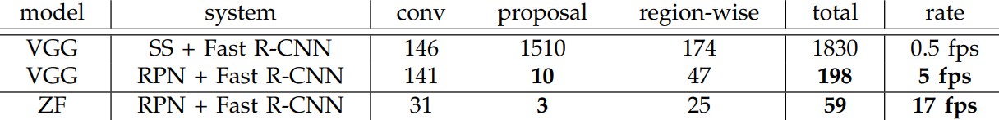 model system conv proposal region-wise total rate
VGG SS + Fast R-CNN 146 1510 174 1830 0.5 fps
VGG RPN + Fast R-CNN 141 10 47 198 5 fps
ZF RPN + Fast R-CNN 31 3 25 59 17 fps